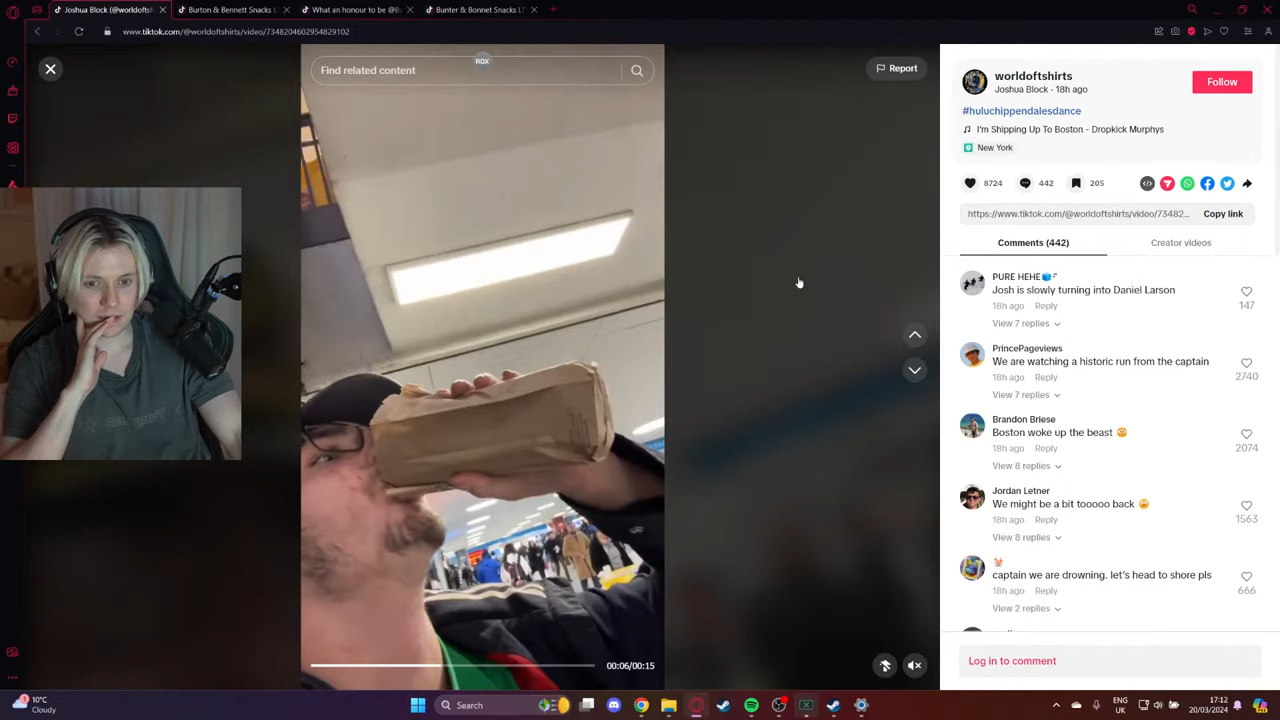 Joshua Block (@worldofshirts
Burton & Bennett Snacks LT
What an honour to be @B
Bunter & Bonnet Snacks LT
www.tiktok.com/@worldoftshirts/video/7348204602954829102
Find related content
RGX
Report
worldoftshirts
Joshua Block · 18h ago
Follow
#huluchippendalesdance
I'm Shipping Up To Boston - Dropkick Murphys
New York
8724
442
205
https://www.tiktok.com/@worldoftshirts/video/73482...
Copy link
Comments (442)
Creator videos
PURE HEHE
Josh is slowly turning into Daniel Larson
18h ago Reply
147
View 7 replies
PrincePageviews
We are watching a historic run from the captain
18h ago Reply
2740
View 7 replies
Brandon Briese
Boston woke up the beast
18h ago Reply
2074
View 8 replies
Jordan Letner
We might be a bit tooooo back
18h ago Reply
1563
View 8 replies
captain we are drowning. let's head to shore pls
18h ago Reply
666
View 2 replies
Log in to comment
00:06/00:15
10°C
Cloudy
Search
ENG
UK
17:12
20/03/2024